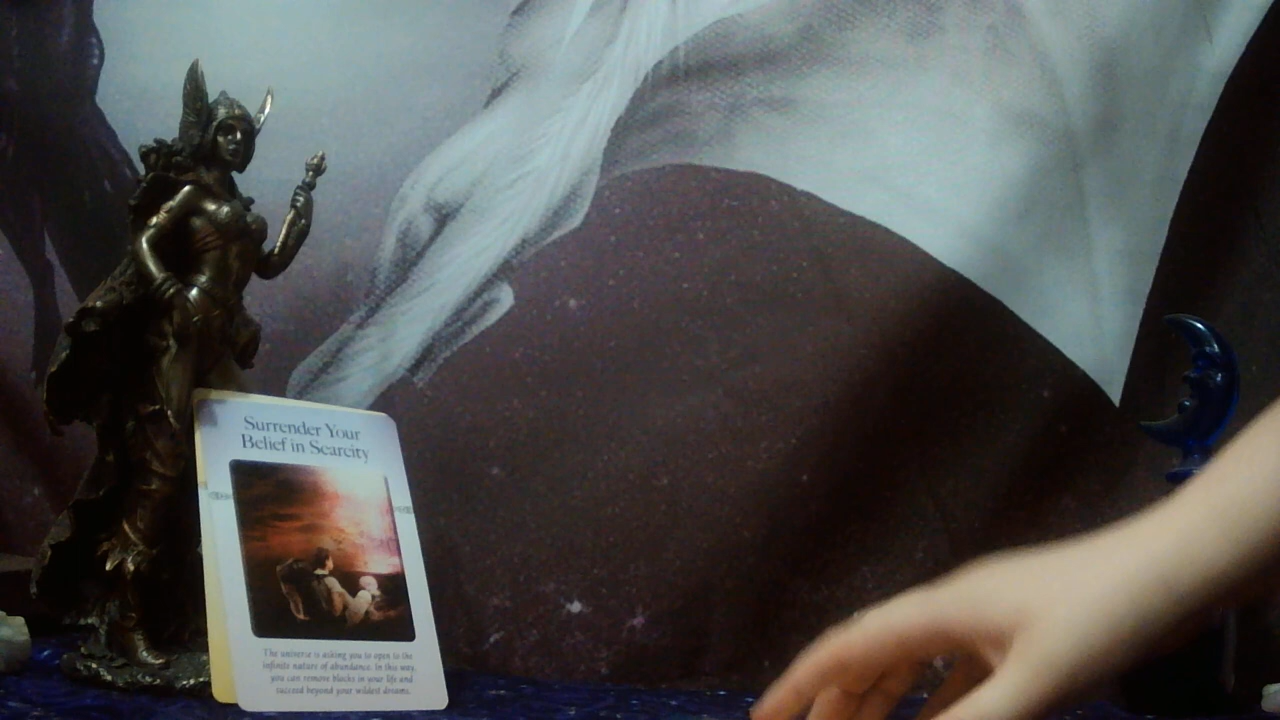 Surrender Your
Belief in Scarcity
The universe is asking you to open to the
infinite nature of abundance. In this way,
you can remove blocks in your life and
succeed beyond your wildest dreams.